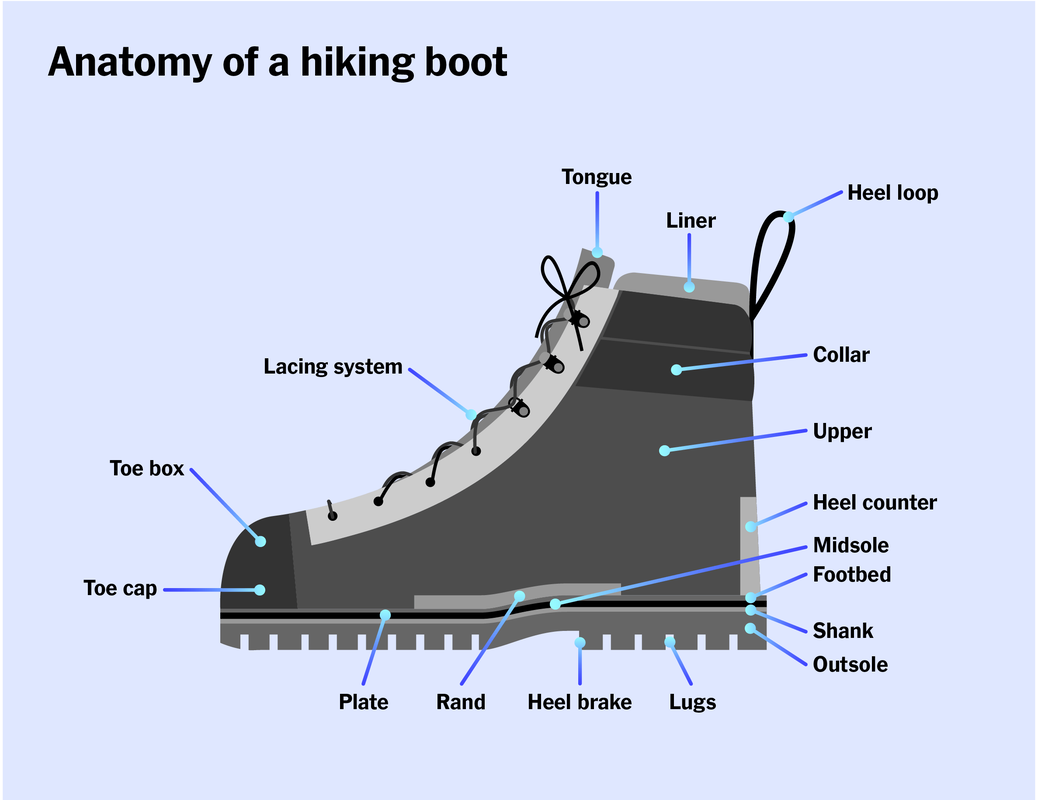 Anatomy of a hiking boot
Tongue
Heel loop
Liner
Collar
Lacing system
Upper
Toe box
Heel counter
Midsole
Footbed
Toe cap
Shank
Outsole
Plate
Rand
Heel brake
Lugs